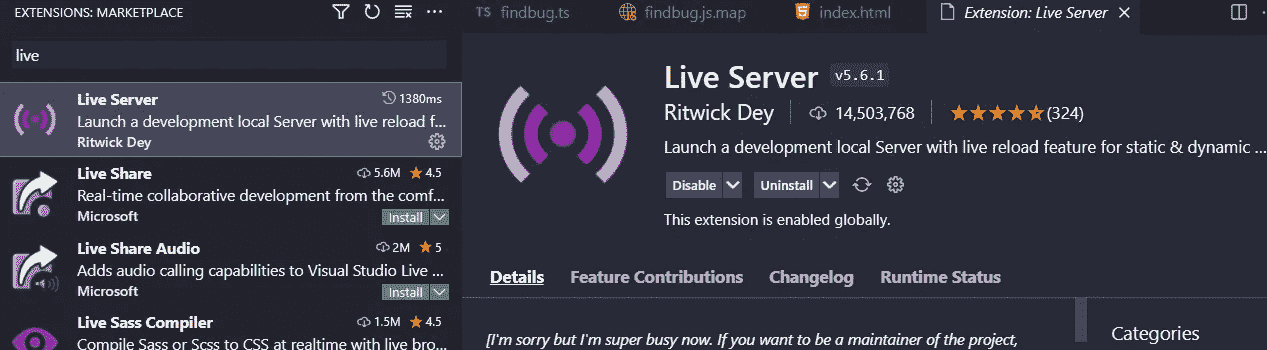 EXTENSIONS: MARKETPLACE
live
Live Server
1380ms
Launch a development local Server with live reload f...
Ritwick Dey
Live Share
5.6M 4.5
Real-time collaborative development from the comf...
Microsoft
Install
Live Share Audio
2M 5
Adds audio calling capabilities to Visual Studio Live ...
Microsoft
Install
Live Sass Compiler
1.5M 4.5
Compile Sass or Scss to CSS at realtime with live bro...
TS findbug.ts
findbug.js.map
index.html
Extension: Live Server
Live Server v5.6.1
Ritwick Dey 14,503,768 (324)
Launch a development local Server with live reload feature for static & dynamic ...
Disable Uninstall
This extension is enabled globally.
Details Feature Contributions Changelog Runtime Status
[I'm sorry but I'm super busy now. If you want to be a maintainer of the project,
Categories